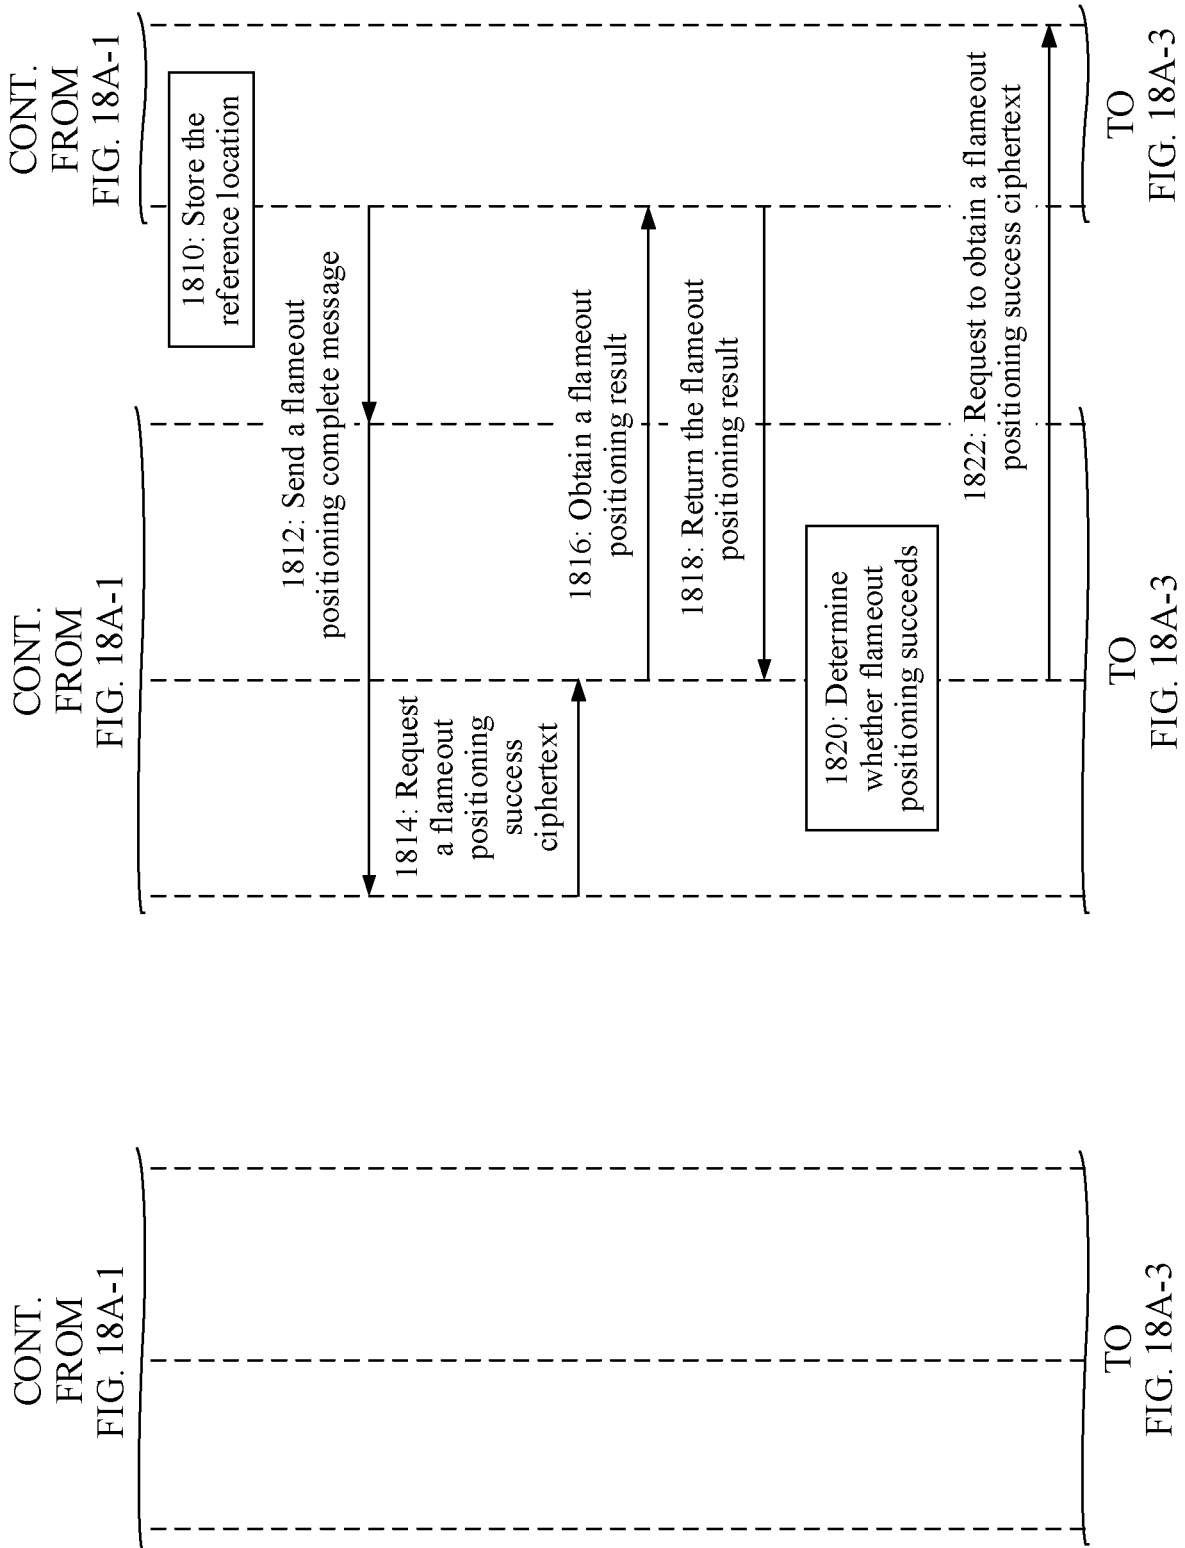 CONT.
FROM
FIG. 18A-1
CONT.
FROM
FIG. 18A-1
CONT.
FROM
FIG. 18A-1
1810: Store the
reference location
1812: Send a flameout
positioning complete message
1814: Request
a flameout
positioning
success
ciphertext
1816: Obtain a flameout
positioning result
1818: Return the flameout
positioning result
1820: Determine
whether flameout
positioning succeeds
1822: Request to obtain a flameout
positioning success ciphertext
TO
FIG. 18A-3
TO
FIG. 18A-3
TO
FIG. 18A-3